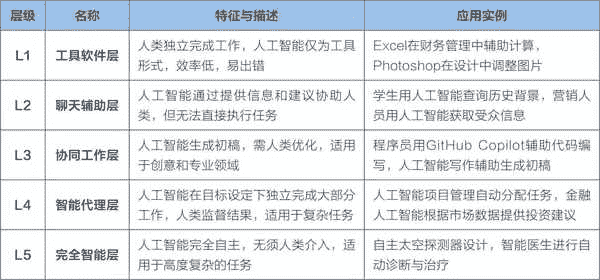 层级 名称 特征与描述 应用实例
L1 工具软件层 人类独立完成工作，人工智能仅为工具
形式，效率低，易出错
Excel在财务管理中辅助计算，
Photoshop在设计中调整图片
L2 聊天辅助层 人工智能通过提供信息和建议协助人
类，但无法直接执行任务
学生用人工智能查询历史背景，营销人
员用人工智能获取受众信息
L3 协同工作层 人工智能生成初稿，需人类优化，适用
于创意和专业领域
程序员用GitHub Copilot辅助代码编
写，人工智能写作辅助生成初稿
L4 智能代理层 人工智能在目标设定下独立完成大部分
工作，人类监督结果，适用于复杂任务
人工智能项目管理自动分配任务，金融
人工智能根据市场数据提供投资建议
L5 完全智能层 人工智能完全自主，无须人类介入，适
用于高度复杂的任务
自主太空探测器设计，智能医生进行自
动诊断与治疗